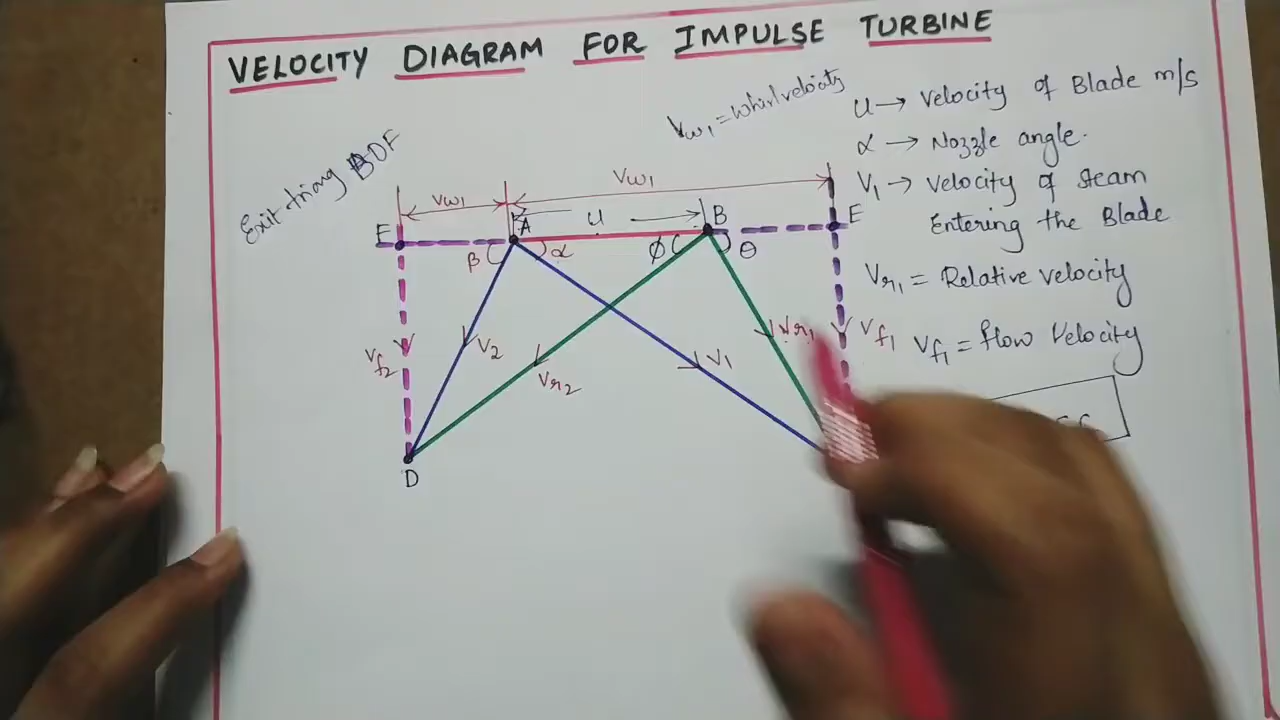 VELOCITY DIAGRAM FOR IMPULSE TURBINE
Vw1 = Whirl velocity
U → Velocity of Blade m/s
α → Nozzle angle.
V1 → Velocity of Steam
Entering the Blade
Vr1 = Relative velocity
Vf1 = flow Velocity
Exit triang BDF
Vw1
Vw1
U
F
A
B
E
β
α
φ
θ
Vf2
V2
Vr2
V1
Vr1
Vf1
D